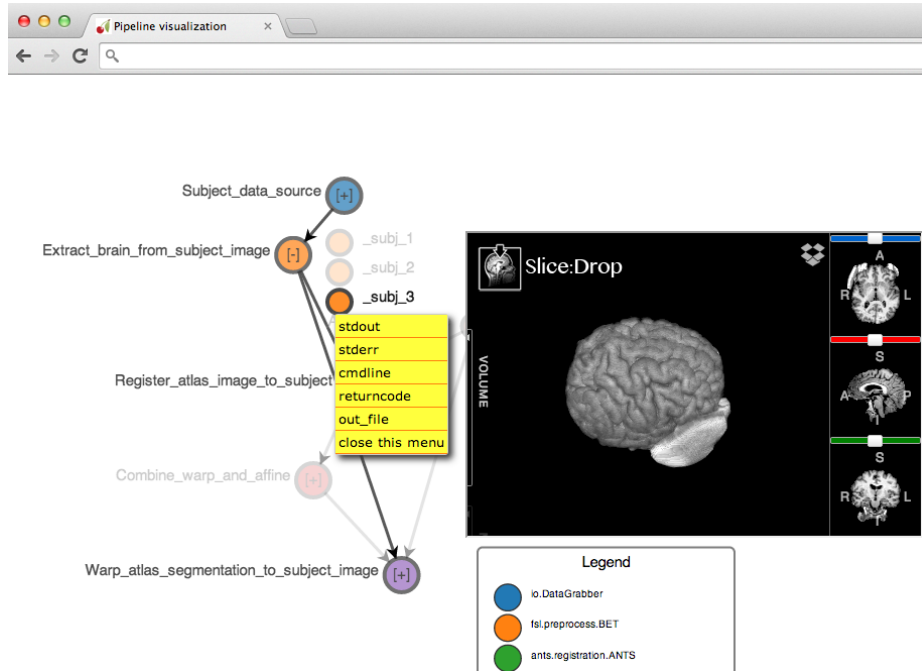 Pipeline visualization
Subject_data_source
[+]
Extract_brain_from_subject_image
[-]
_subj_1
_subj_2
_subj_3
stdout
stderr
cmdline
returncode
out_file
close this menu
Register_atlas_image_to_subject
Combine_warp_and_affine
[+]
Warp_atlas_segmentation_to_subject_image
[+]
Slice:Drop
VOLUME
A
R
L
S
A
P
I
S
R
L
I
Legend
io.DataGrabber
fsl.preprocess.BET
ants.registration.ANTS